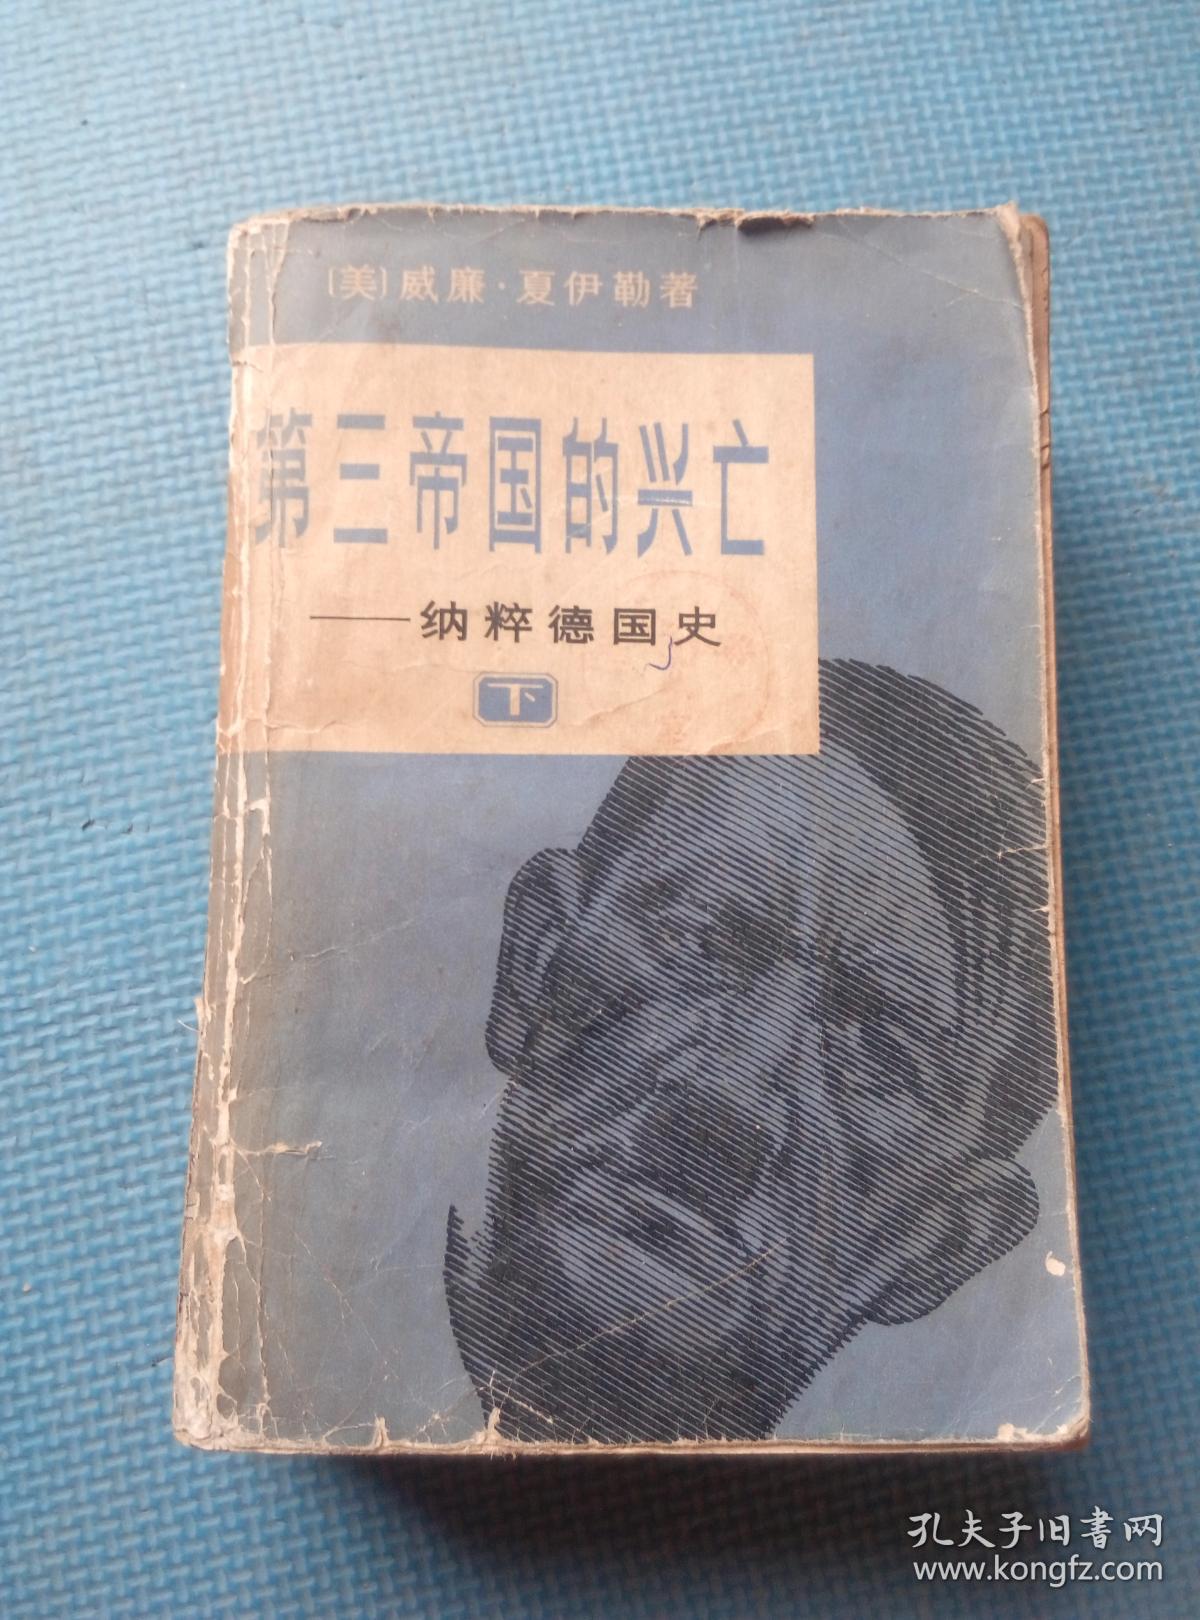 〔美〕威廉·夏伊勒著
第三帝国的兴亡
——纳粹德国史
下
孔夫子旧書网
www.kongfz.com